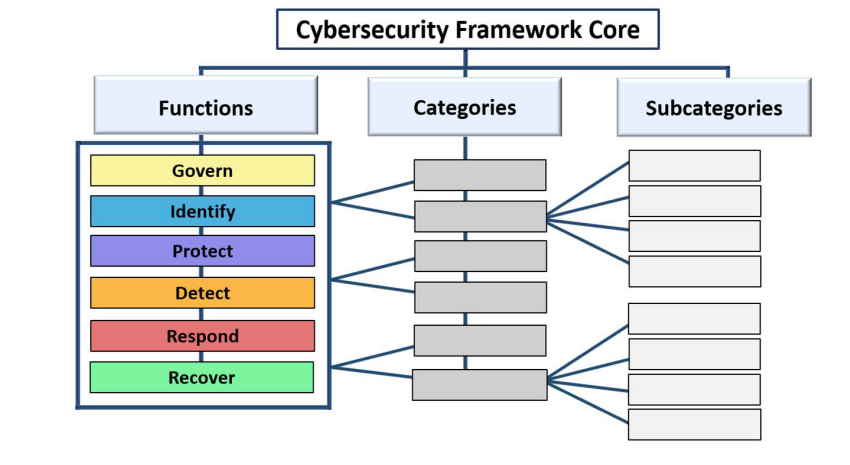 Cybersecurity Framework Core
Functions
Categories
Subcategories
Govern
Identify
Protect
Detect
Respond
Recover